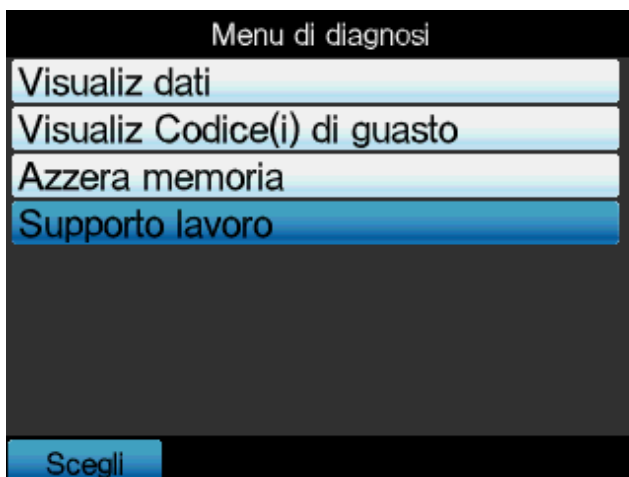 Menu di diagnosi
Visualiz dati
Visualiz Codice(i) di guasto
Azzera memoria
Supporto lavoro
Scegli